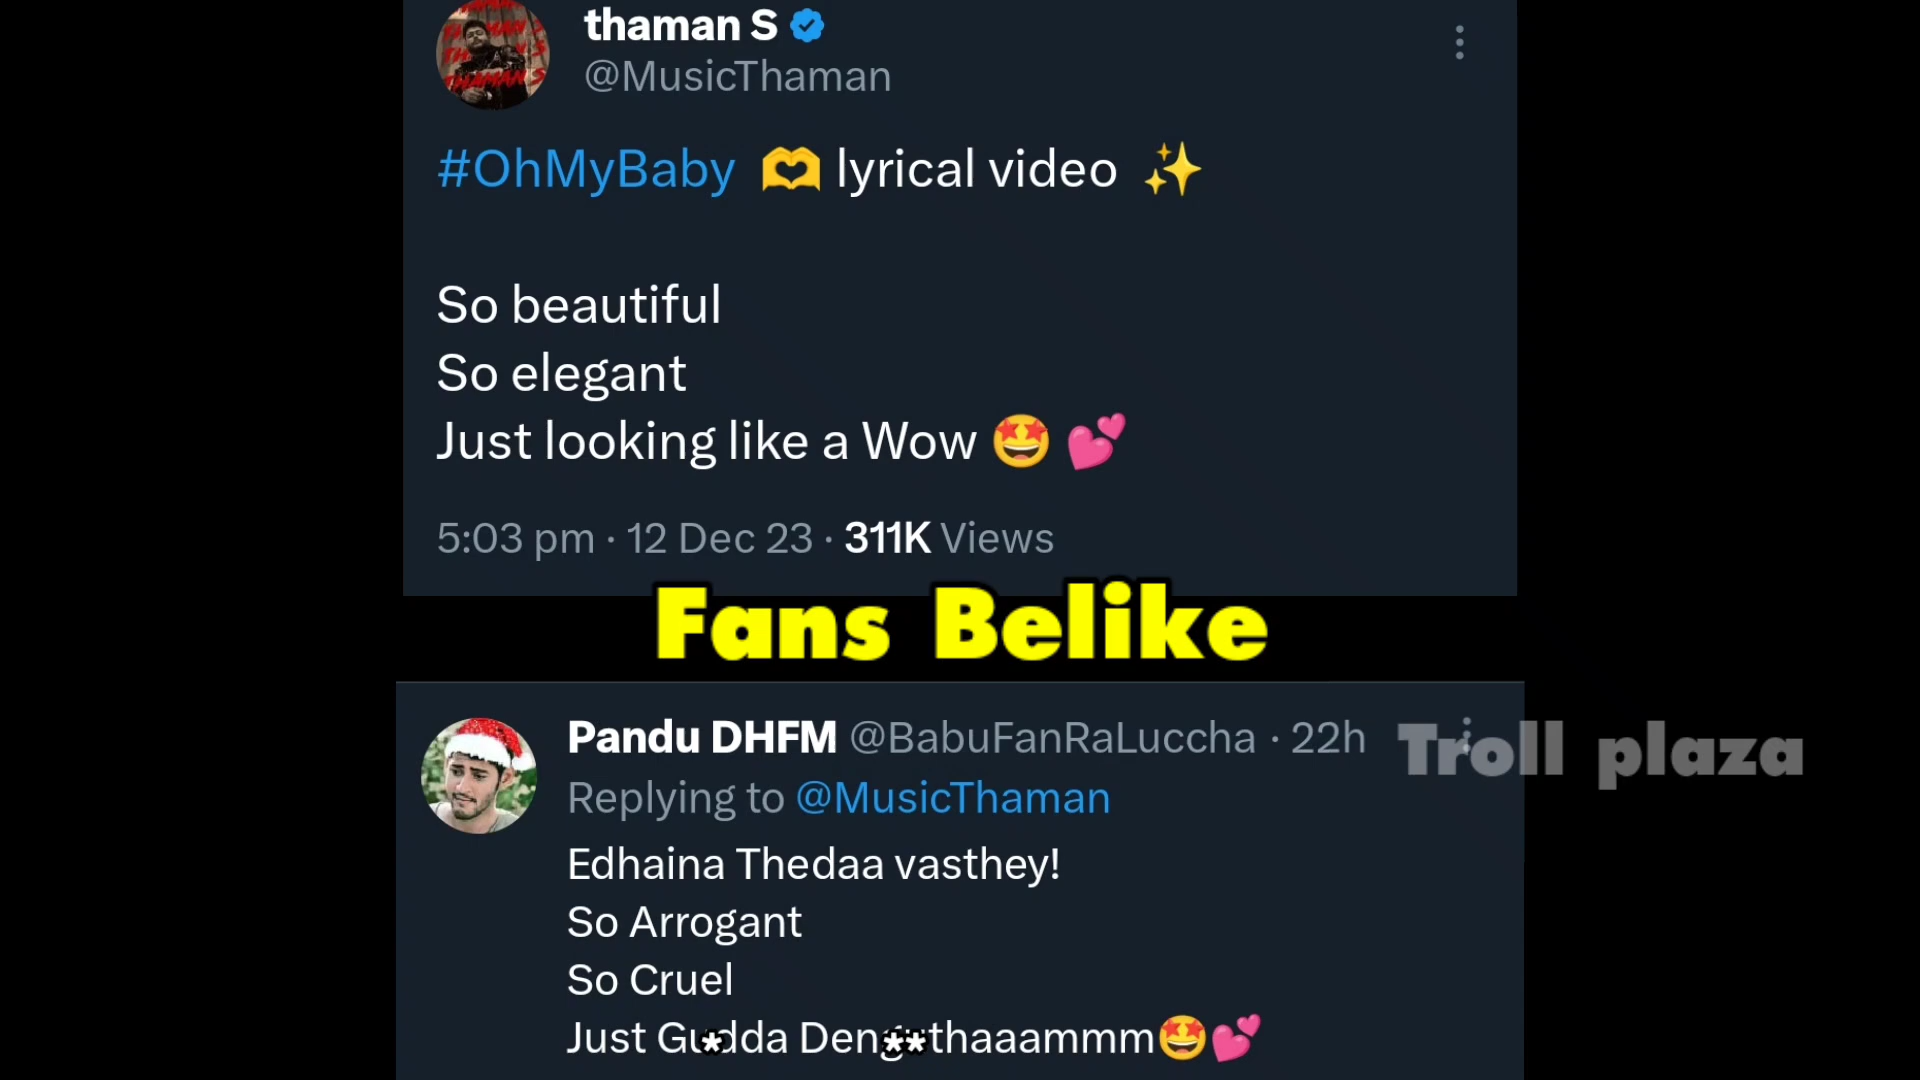 thaman S
@MusicThaman
#OhMyBaby 🫶 lyrical video ✨
So beautiful
So elegant
Just looking like a Wow 🤩 💕
5:03 pm · 12 Dec 23 · 311K Views
Fans Belike
Pandu DHFM @BabuFanRaLuccha · 22h
Troll plaza
Replying to @MusicThaman
Edhaina Thedaa vasthey!
So Arrogant
So Cruel
Just Gu*dda Deng**thaaammm🤩💕